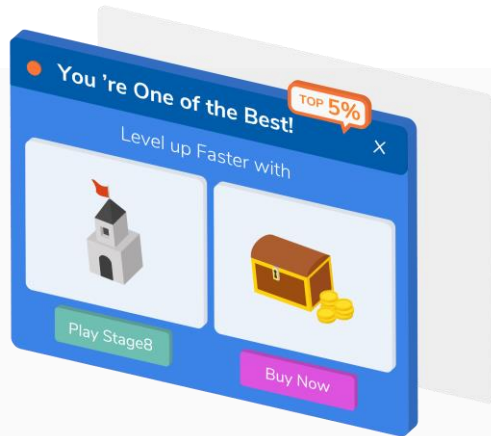 You 're One of the Best!
TOP 5%
X
Level up Faster with
Play Stage8
Buy Now